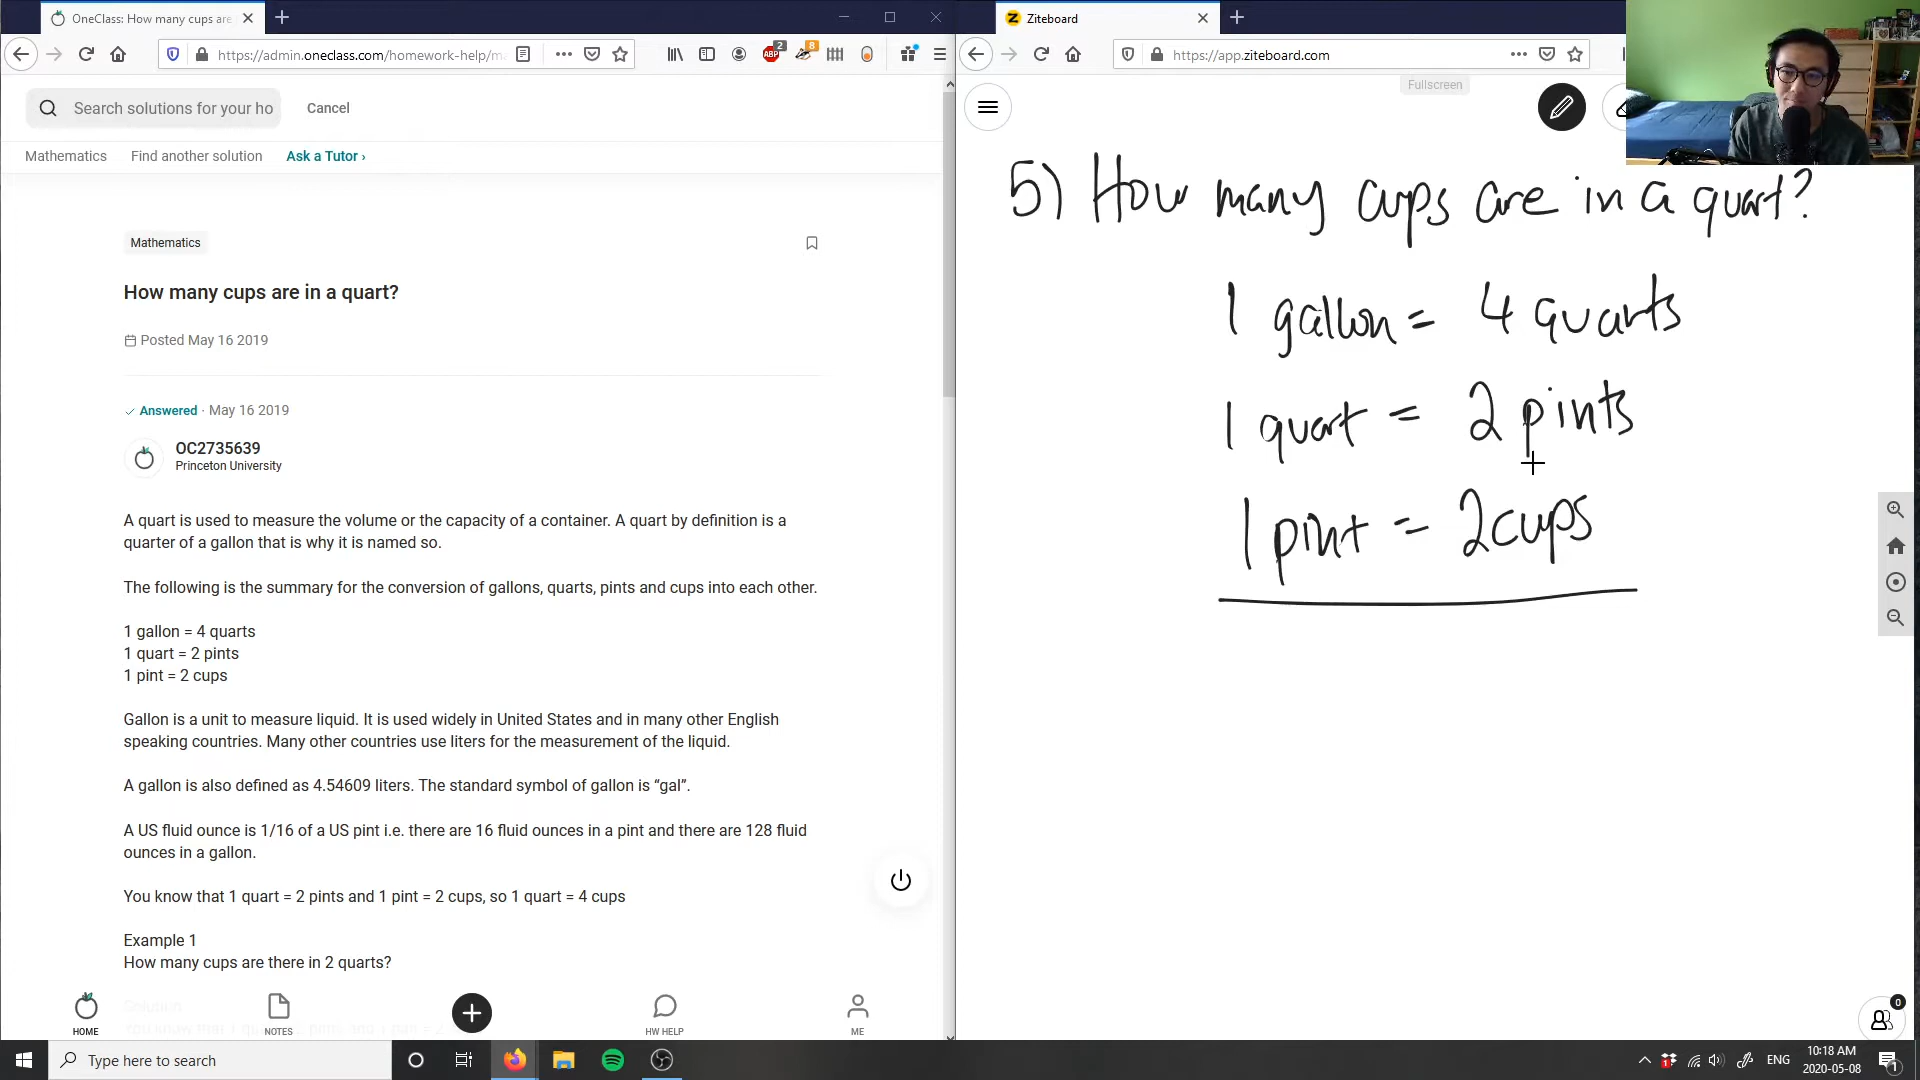 OneClass: How many cups are
https://admin.oneclass.com/homework-help/m
ABP
2
8
Search solutions for your ho
Cancel
Mathematics
Find another solution
Ask a Tutor ›
Mathematics
How many cups are in a quart?
Posted May 16 2019
Answered · May 16 2019
OC2735639
Princeton University
A quart is used to measure the volume or the capacity of a container. A quart by definition is a
quarter of a gallon that is why it is named so.
The following is the summary for the conversion of gallons, quarts, pints and cups into each other.
1 gallon = 4 quarts
1 quart = 2 pints
1 pint = 2 cups
Gallon is a unit to measure liquid. It is used widely in United States and in many other English
speaking countries. Many other countries use liters for the measurement of the liquid.
A gallon is also defined as 4.54609 liters. The standard symbol of gallon is “gal”.
A US fluid ounce is 1/16 of a US pint i.e. there are 16 fluid ounces in a pint and there are 128 fluid
ounces in a gallon.
You know that 1 quart = 2 pints and 1 pint = 2 cups, so 1 quart = 4 cups
Example 1
How many cups are there in 2 quarts?
Solution
HOME
NOTES
HW HELP
ME
Ziteboard
https://app.ziteboard.com
Fullscreen
5) How many cups are in a quart?
1 gallon = 4 quarts
1 quart = 2 pints
1 pint = 2 cups
0
Type here to search
ENG
10:18 AM
2020-05-08
1